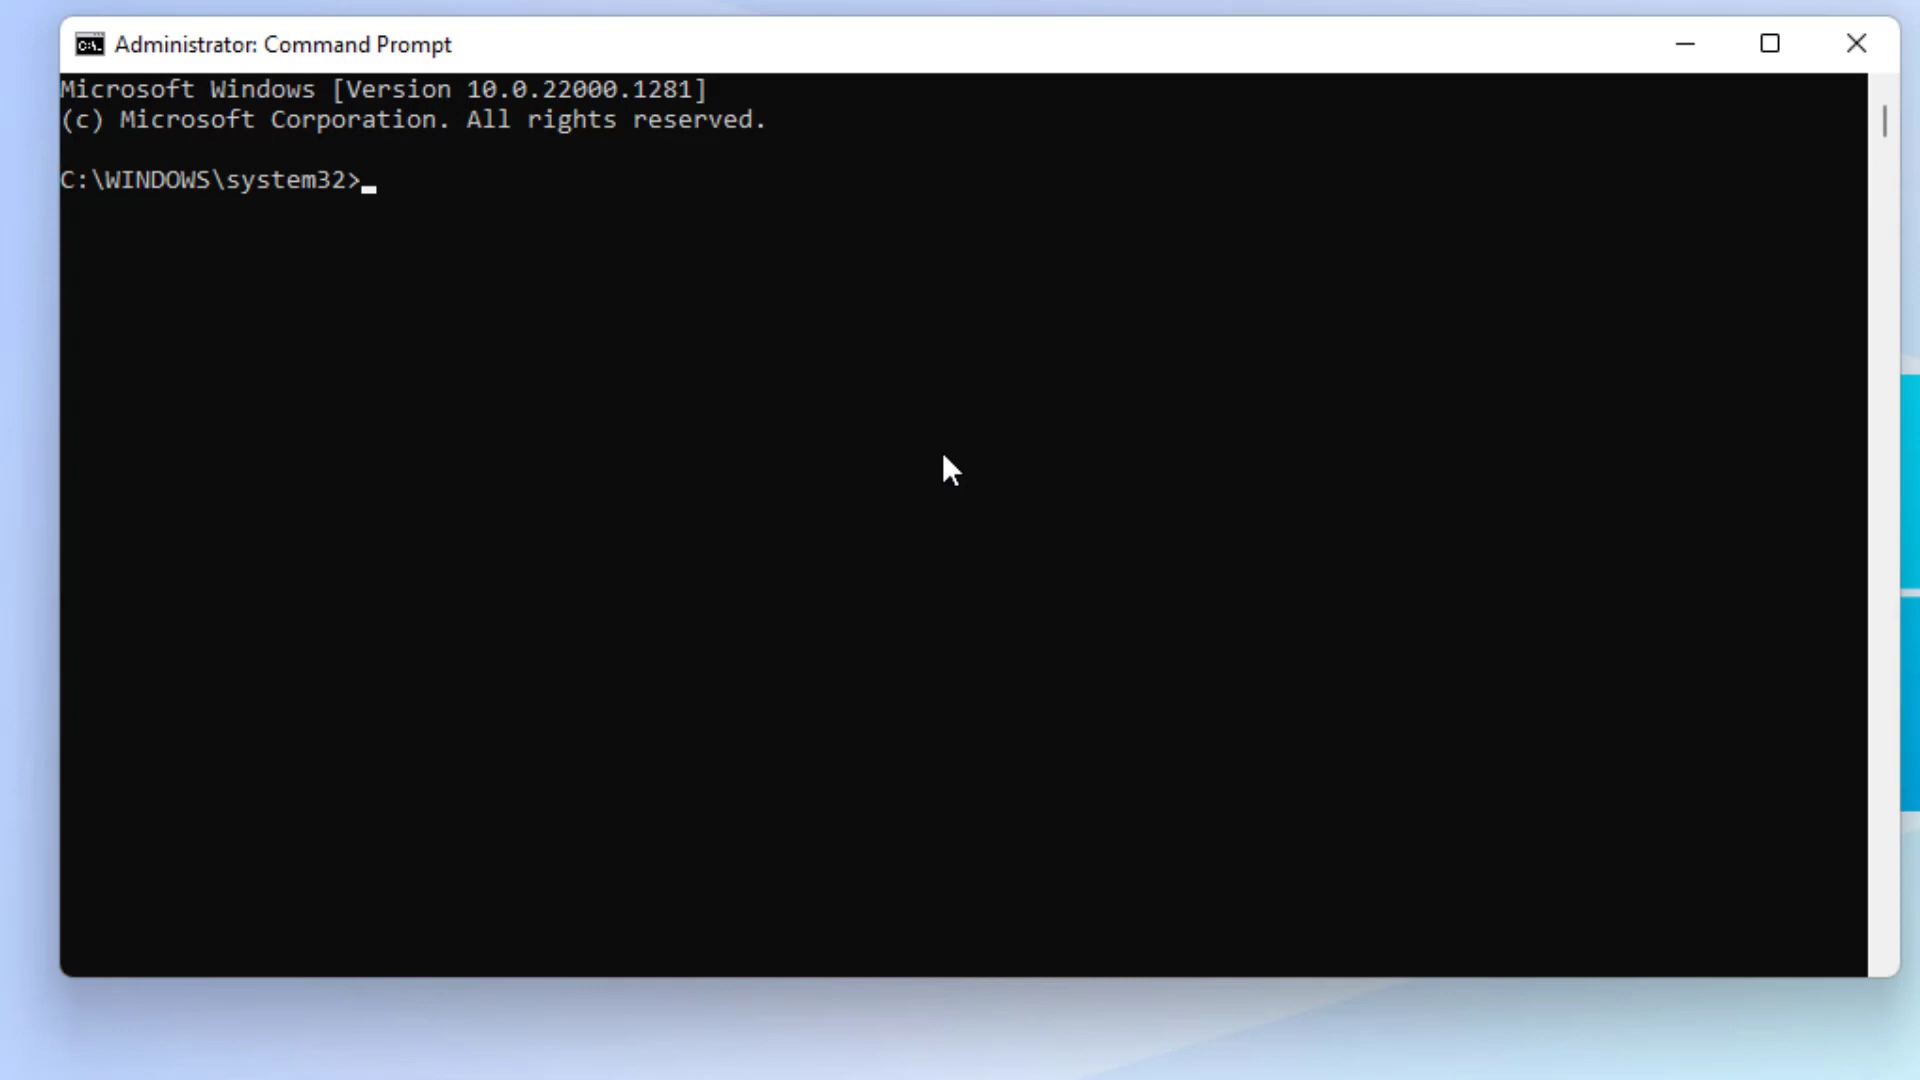 Administrator: Command Prompt
Microsoft Windows [Version 10.0.22000.1281]
(c) Microsoft Corporation. All rights reserved.
C:\WINDOWS\system32>